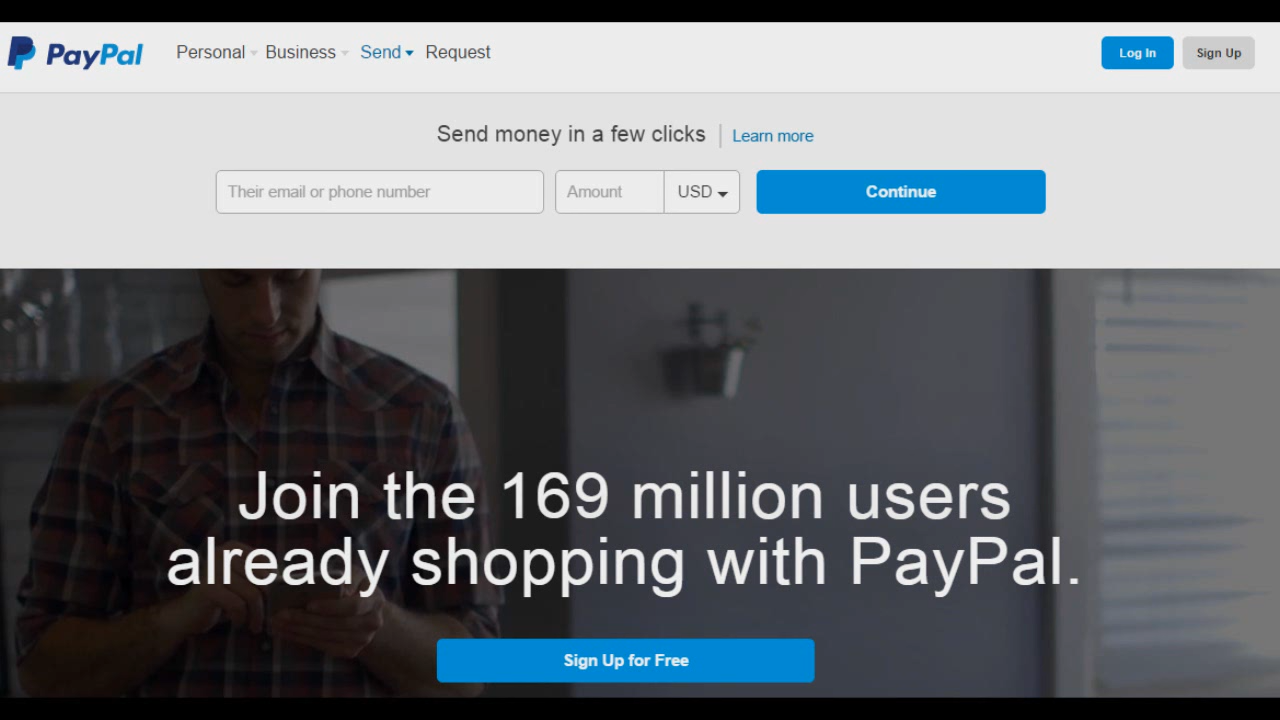 PayPal
Personal Business Send Request
Log In
Sign Up
Send money in a few clicks
Learn more
Their email or phone number
Amount
USD
Continue
Join the 169 million users
already shopping with PayPal.
Sign Up for Free